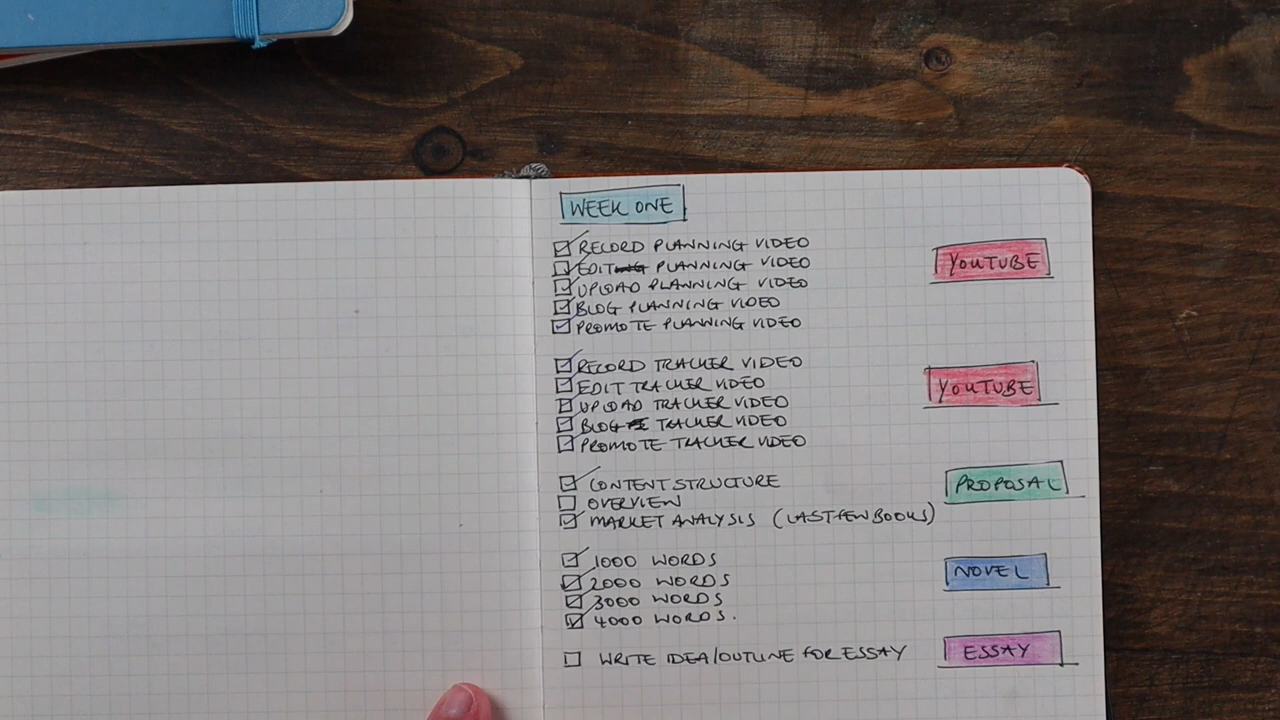 WEEK ONE
RECORD PLANNING VIDEO
YOUTUBE
EDIT PLANNING VIDEO
UPLOAD PLANNING VIDEO
BLOG PLANNING VIDEO
PROMOTE PLANNING VIDEO
RECORD TRACKER VIDEO
YOUTUBE
EDIT TRACKER VIDEO
UPLOAD TRACKER VIDEO
BLOG TRACKER VIDEO
PROMOTE TRACKER VIDEO
CONTENT STRUCTURE
PROPOSAL
OVERVIEW
MARKET ANALYSIS (LAST FEW BOOKS)
1000 WORDS
NOVEL
2000 WORDS
3000 WORDS
4000 WORDS.
WRITE IDEA/OUTLINE FOR ESSAY
ESSAY